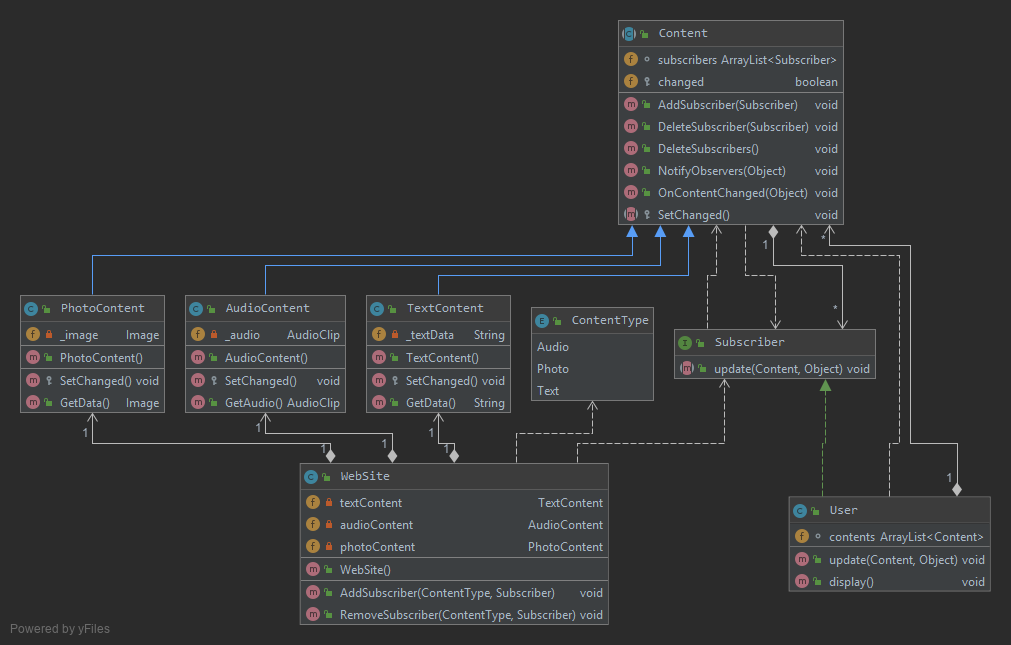 Content
subscribers ArrayList<Subscriber>
changed boolean
AddSubscriber(Subscriber) void
DeleteSubscriber(Subscriber) void
DeleteSubscribers() void
NotifyObservers(Object) void
OnContentChanged(Object) void
SetChanged() void
1
*
*
PhotoContent
_image Image
PhotoContent()
SetChanged() void
GetData() Image
AudioContent
_audio AudioClip
AudioContent()
SetChanged() void
GetAudio() AudioClip
TextContent
_textData String
TextContent()
SetChanged() void
GetData() String
ContentType
Audio
Photo
Text
Subscriber
update(Content, Object) void
1
1
1
1
1
1
WebSite
textContent TextContent
audioContent AudioContent
photoContent PhotoContent
WebSite()
AddSubscriber(ContentType, Subscriber) void
RemoveSubscriber(ContentType, Subscriber) void
1
User
contents ArrayList<Content>
update(Content, Object) void
display() void
Powered by yFiles